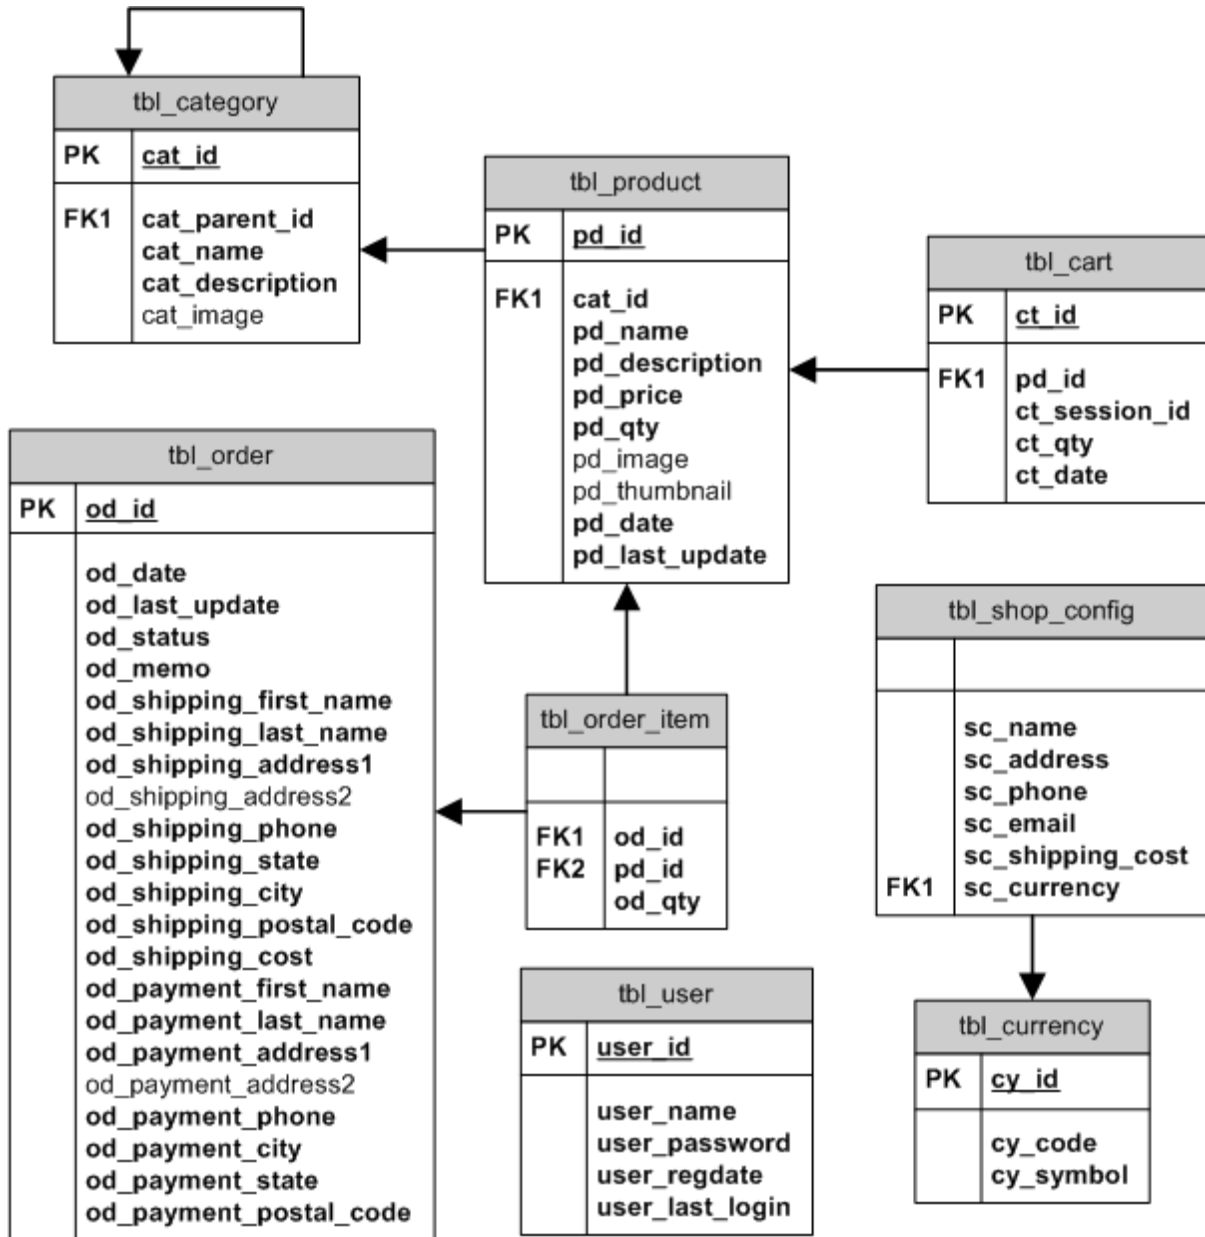 tbl_category
PK cat_id
FK1 cat_parent_id
cat_name
cat_description
cat_image
tbl_product
PK pd_id
FK1 cat_id
pd_name
pd_description
pd_price
pd_qty
pd_image
pd_thumbnail
pd_date
pd_last_update
tbl_cart
PK ct_id
FK1 pd_id
ct_session_id
ct_qty
ct_date
tbl_order
PK od_id
od_date
od_last_update
od_status
od_memo
od_shipping_first_name
od_shipping_last_name
od_shipping_address1
od_shipping_address2
od_shipping_phone
od_shipping_state
od_shipping_city
od_shipping_postal_code
od_shipping_cost
od_payment_first_name
od_payment_last_name
od_payment_address1
od_payment_address2
od_payment_phone
od_payment_city
od_payment_state
od_payment_postal_code
tbl_order_item
FK1 od_id
FK2 pd_id
od_qty
tbl_shop_config
sc_name
sc_address
sc_phone
sc_email
sc_shipping_cost
FK1 sc_currency
tbl_user
PK user_id
user_name
user_password
user_regdate
user_last_login
tbl_currency
PK cy_id
cy_code
cy_symbol